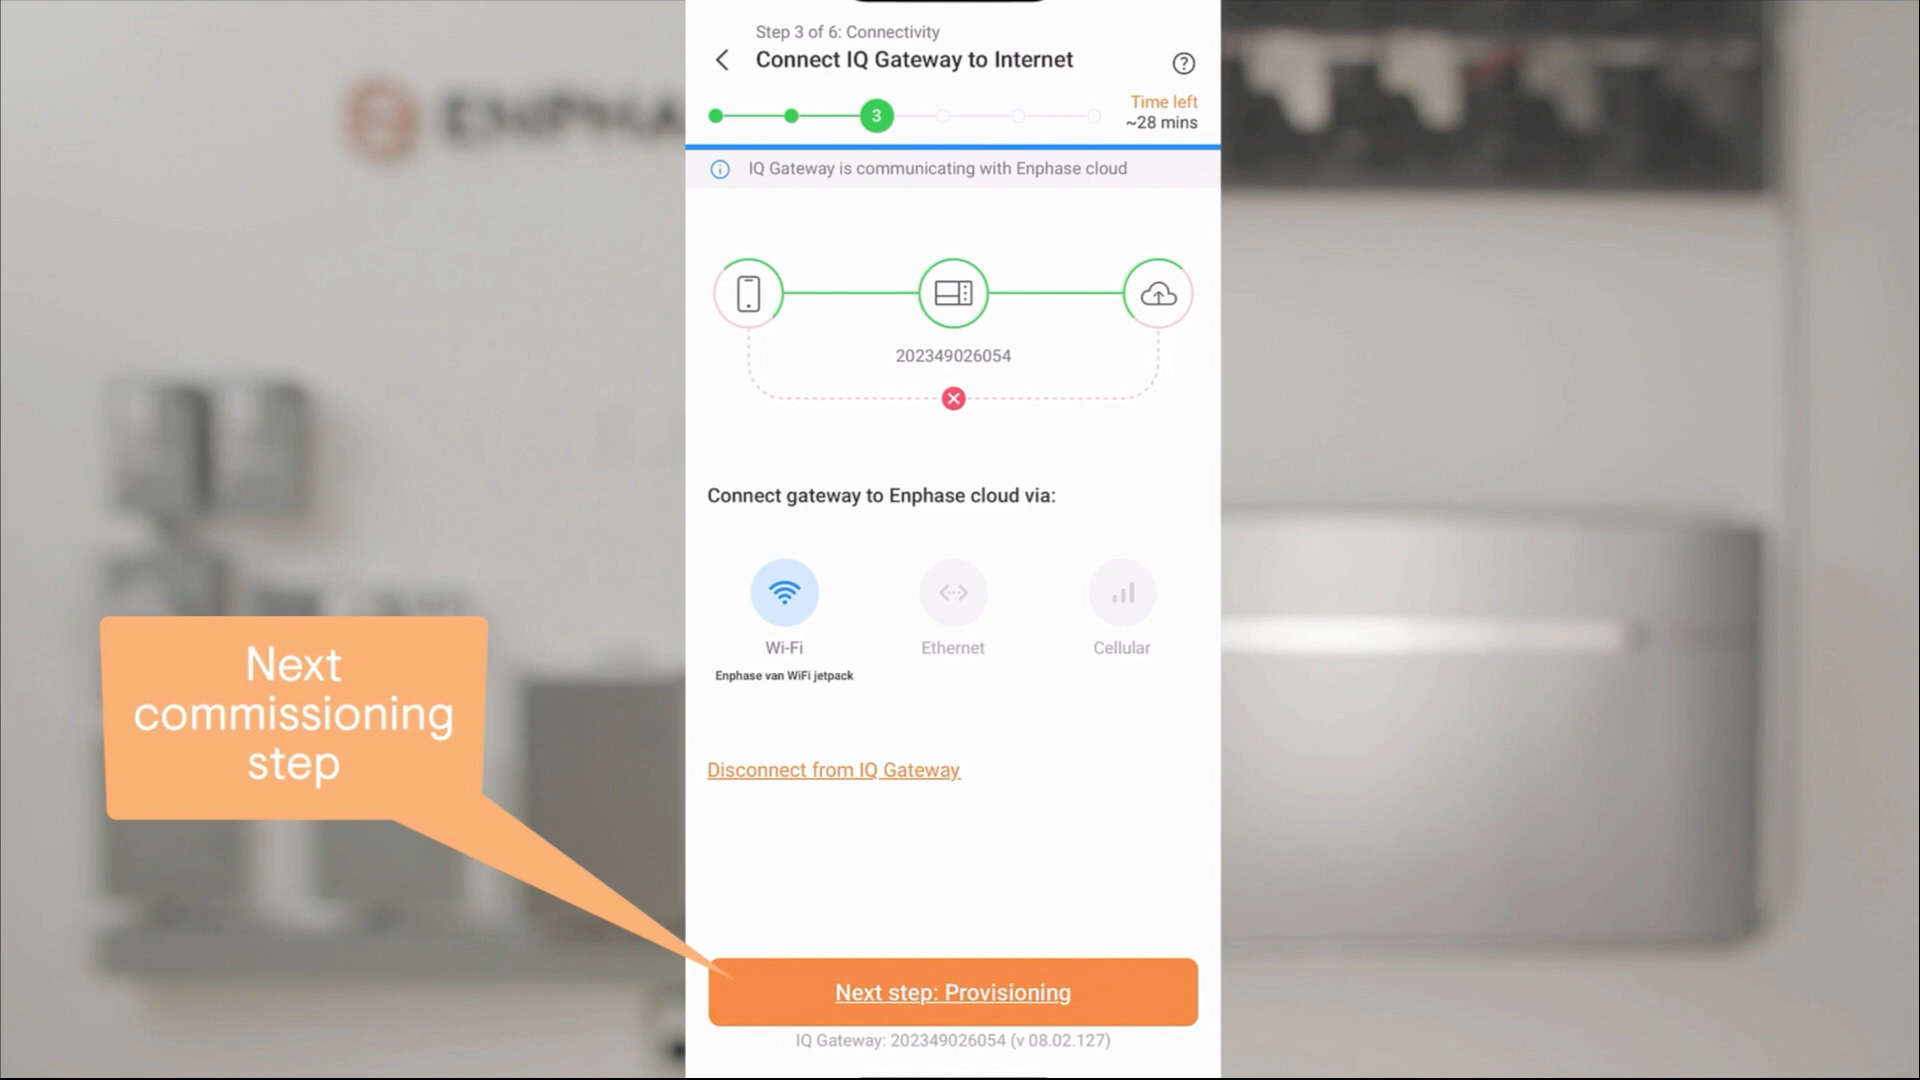 Step 3 of 6: Connectivity
Connect IQ Gateway to Internet
3
Time left
~28 mins
IQ Gateway is communicating with Enphase cloud
202349026054
Connect gateway to Enphase cloud via:
Wi-Fi
Ethernet
Cellular
Enphase van WiFi jetpack
Disconnect from IQ Gateway
Next
commissioning
step
Next step: Provisioning
IQ Gateway: 202349026054 (v 08.02.127)